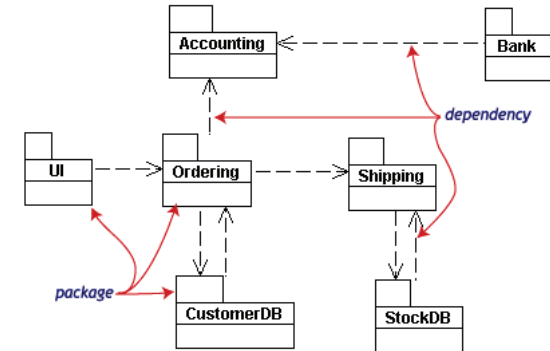 Accounting
Bank
dependency
UI
Ordering
Shipping
package
CustomerDB
StockDB